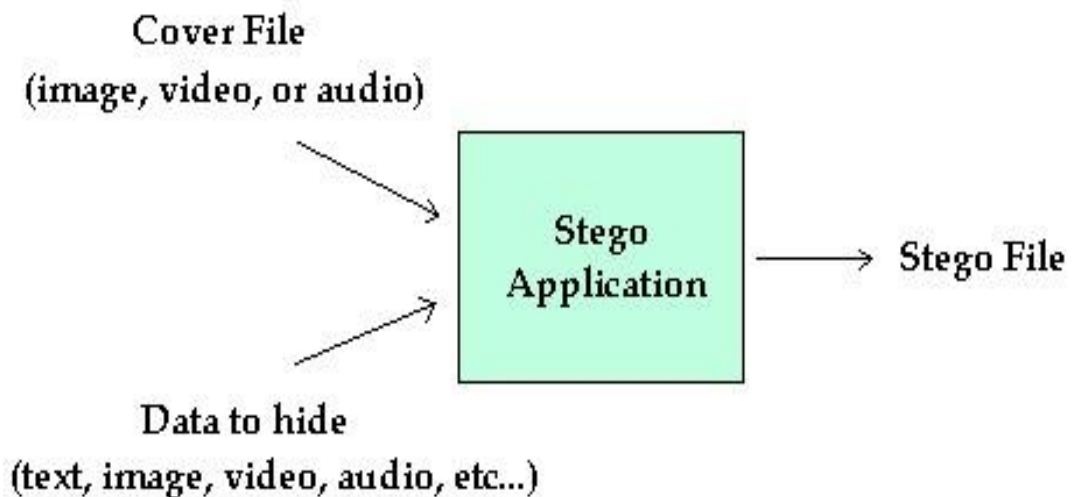 Cover File
(image, video, or audio)
Stego
Application
Stego File
Data to hide
(text, image, video, audio, etc...)